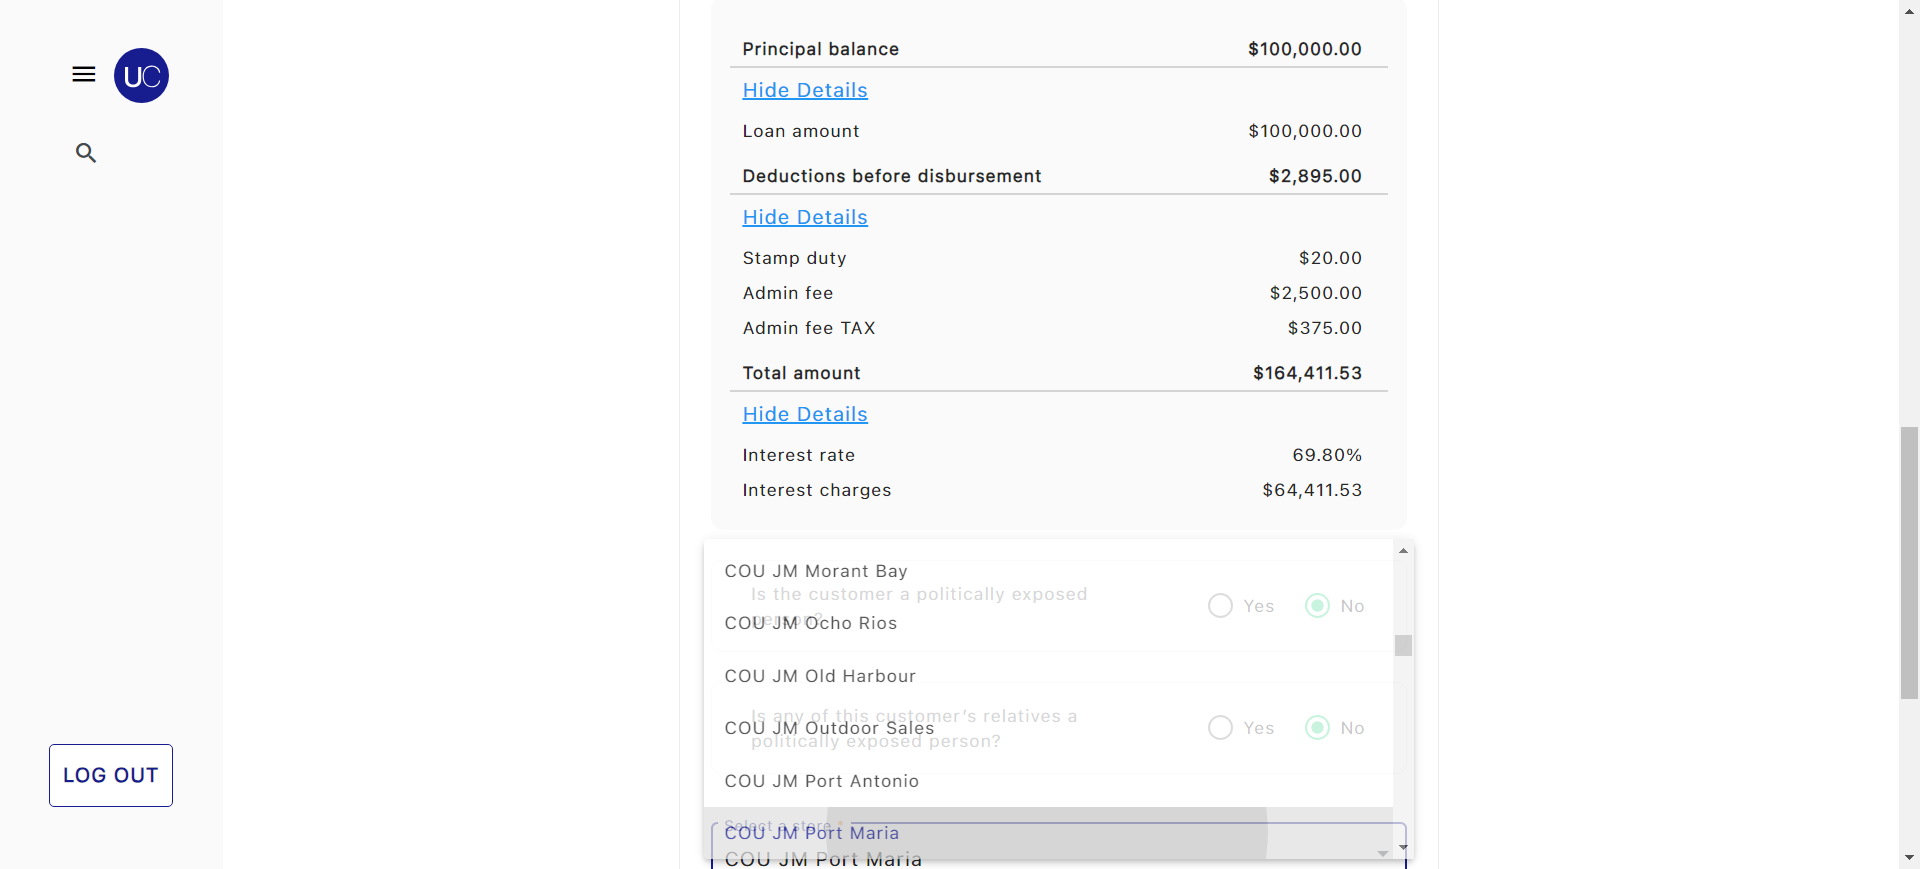 UC
Principal balance $100,000.00
Hide Details
Loan amount $100,000.00
Deductions before disbursement $2,895.00
Hide Details
Stamp duty $20.00
Admin fee $2,500.00
Admin fee TAX $375.00
Total amount $164,411.53
Hide Details
Interest rate 69.80%
Interest charges $64,411.53
COU JM Morant Bay
Is the customer a politically exposed
person?
Yes No
COU JM Ocho Rios
COU JM Old Harbour
Is any of this customer's relatives a
politically exposed person?
Yes No
COU JM Outdoor Sales
COU JM Port Antonio
Select a store *
COU JM Port Maria
COU JM Port Maria
LOG OUT